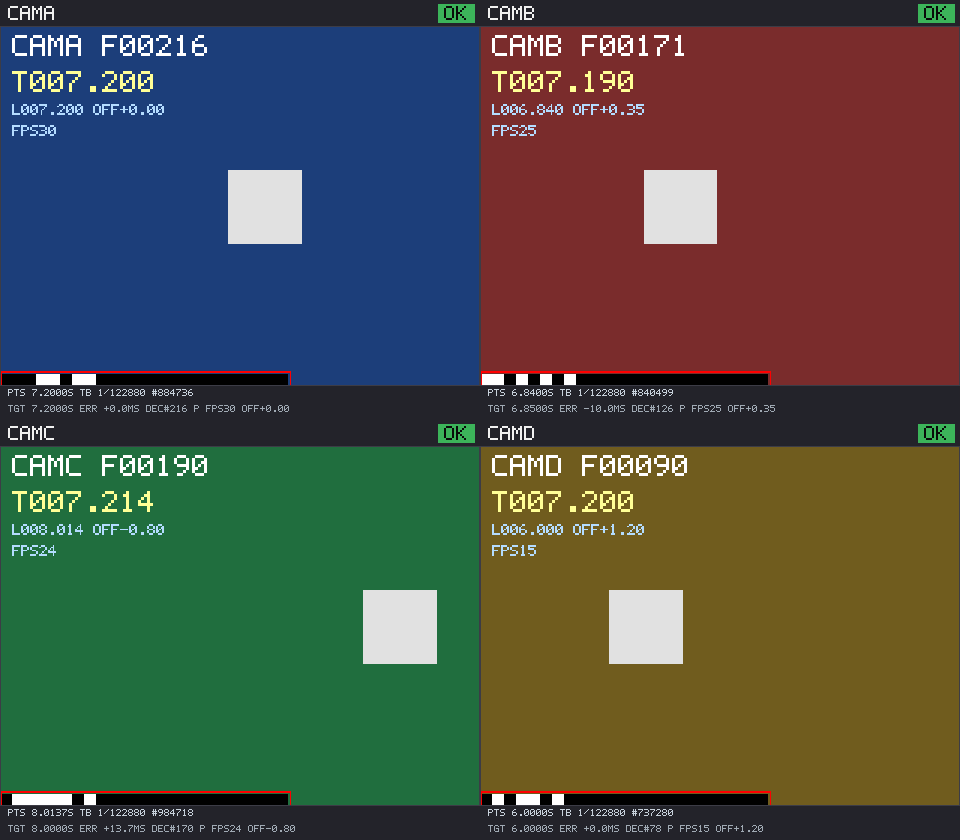 CAMA OK
CAMA F00216
T007.200
L007.200 OFF+0.00
FPS30
PTS 7.2000S TB 1/122880 #884736
TGT 7.2000S ERR +0.0MS DEC#216 P FPS30 OFF+0.00
CAMB OK
CAMB F00171
T007.190
L006.840 OFF+0.35
FPS25
PTS 6.8400S TB 1/122880 #840499
TGT 6.8500S ERR -10.0MS DEC#126 P FPS25 OFF+0.35
CAMC OK
CAMC F00190
T007.214
L008.014 OFF-0.80
FPS24
PTS 8.0137S TB 1/122880 #984718
TGT 8.0000S ERR +13.7MS DEC#170 P FPS24 OFF-0.80
CAMD OK
CAMD F00090
T007.200
L006.000 OFF+1.20
FPS15
PTS 6.0000S TB 1/122880 #737280
TGT 6.0000S ERR +0.0MS DEC#78 P FPS15 OFF+1.20